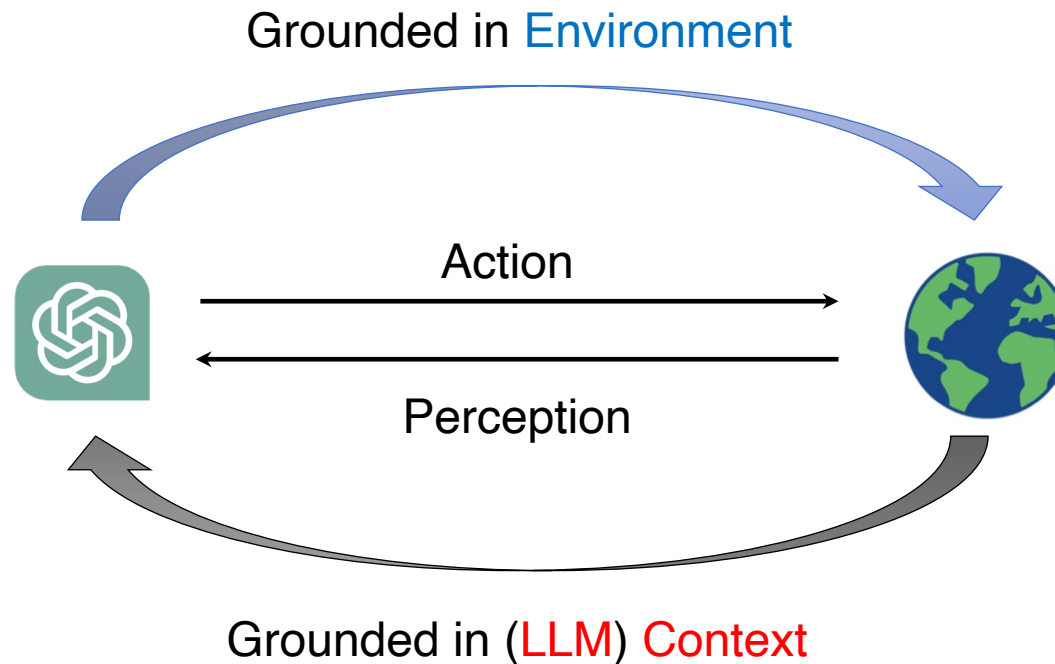 Grounded in Environment
Action
Perception
Grounded in (LLM) Context